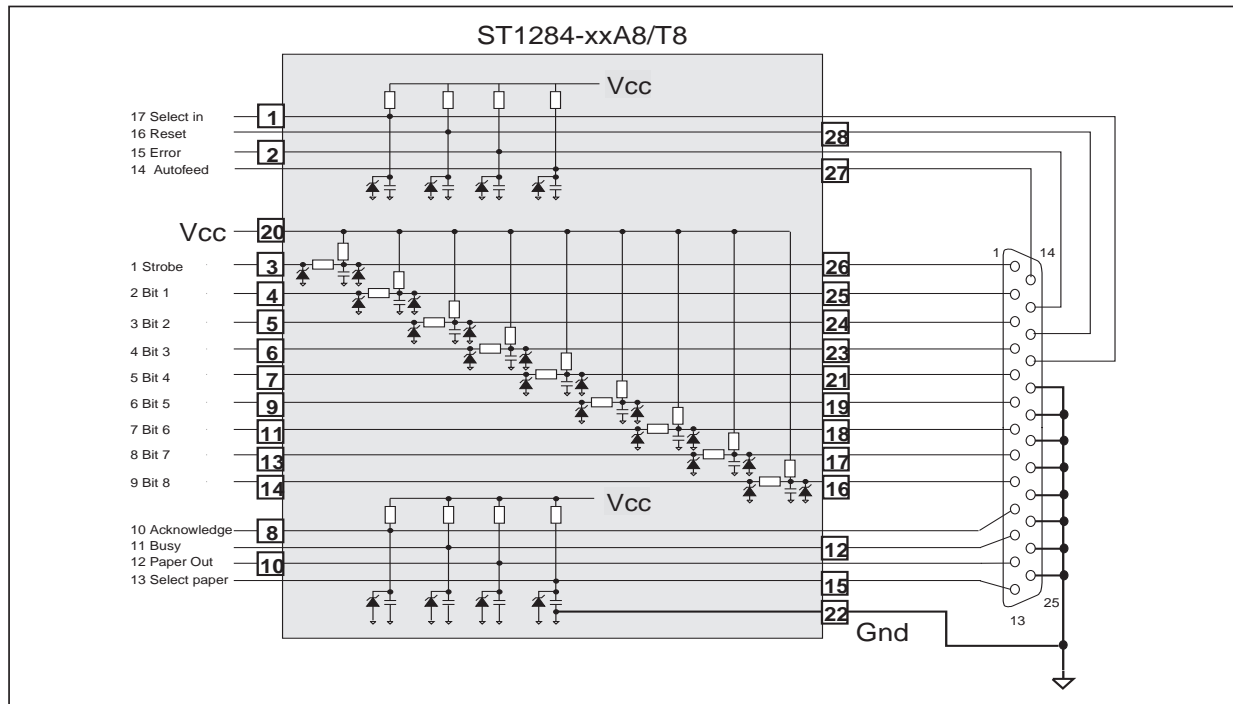 ST1284-xxA8/T8
Vcc
17 Select in 1
16 Reset 28
15 Error 2
14 Autofeed 27
Vcc 20
1 14
1 Strobe 3 26
2 Bit 1 4 25
3 Bit 2 5 24
4 Bit 3 6 23
5 Bit 4 7 21
6 Bit 5 9 19
7 Bit 6 11 18
8 Bit 7 13 17
9 Bit 8 14 16
Vcc
10 Acknowledge 8
11 Busy 12
12 Paper Out 10
13 Select paper 15
22
Gnd
13 25